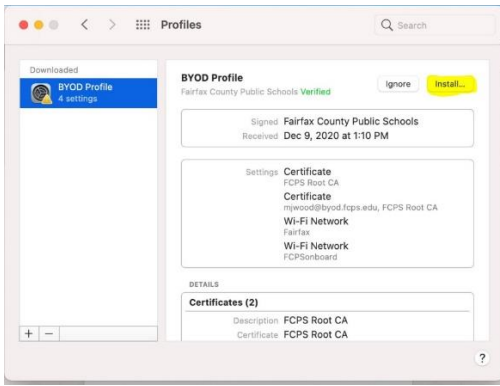 Profiles
Search
Downloaded
BYOD Profile
4 settings
BYOD Profile
Fairfax County Public Schools Verified
Ignore
Install...
Signed Fairfax County Public Schools
Received Dec 9, 2020 at 1:10 PM
Settings Certificate
FCPS Root CA
Certificate
mjwood@byod.fcps.edu, FCPS Root CA
Wi-Fi Network
Fairfax
Wi-Fi Network
FCPSonboard
DETAILS
Certificates (2)
Description FCPS Root CA
Certificate FCPS Root CA
+ −
?